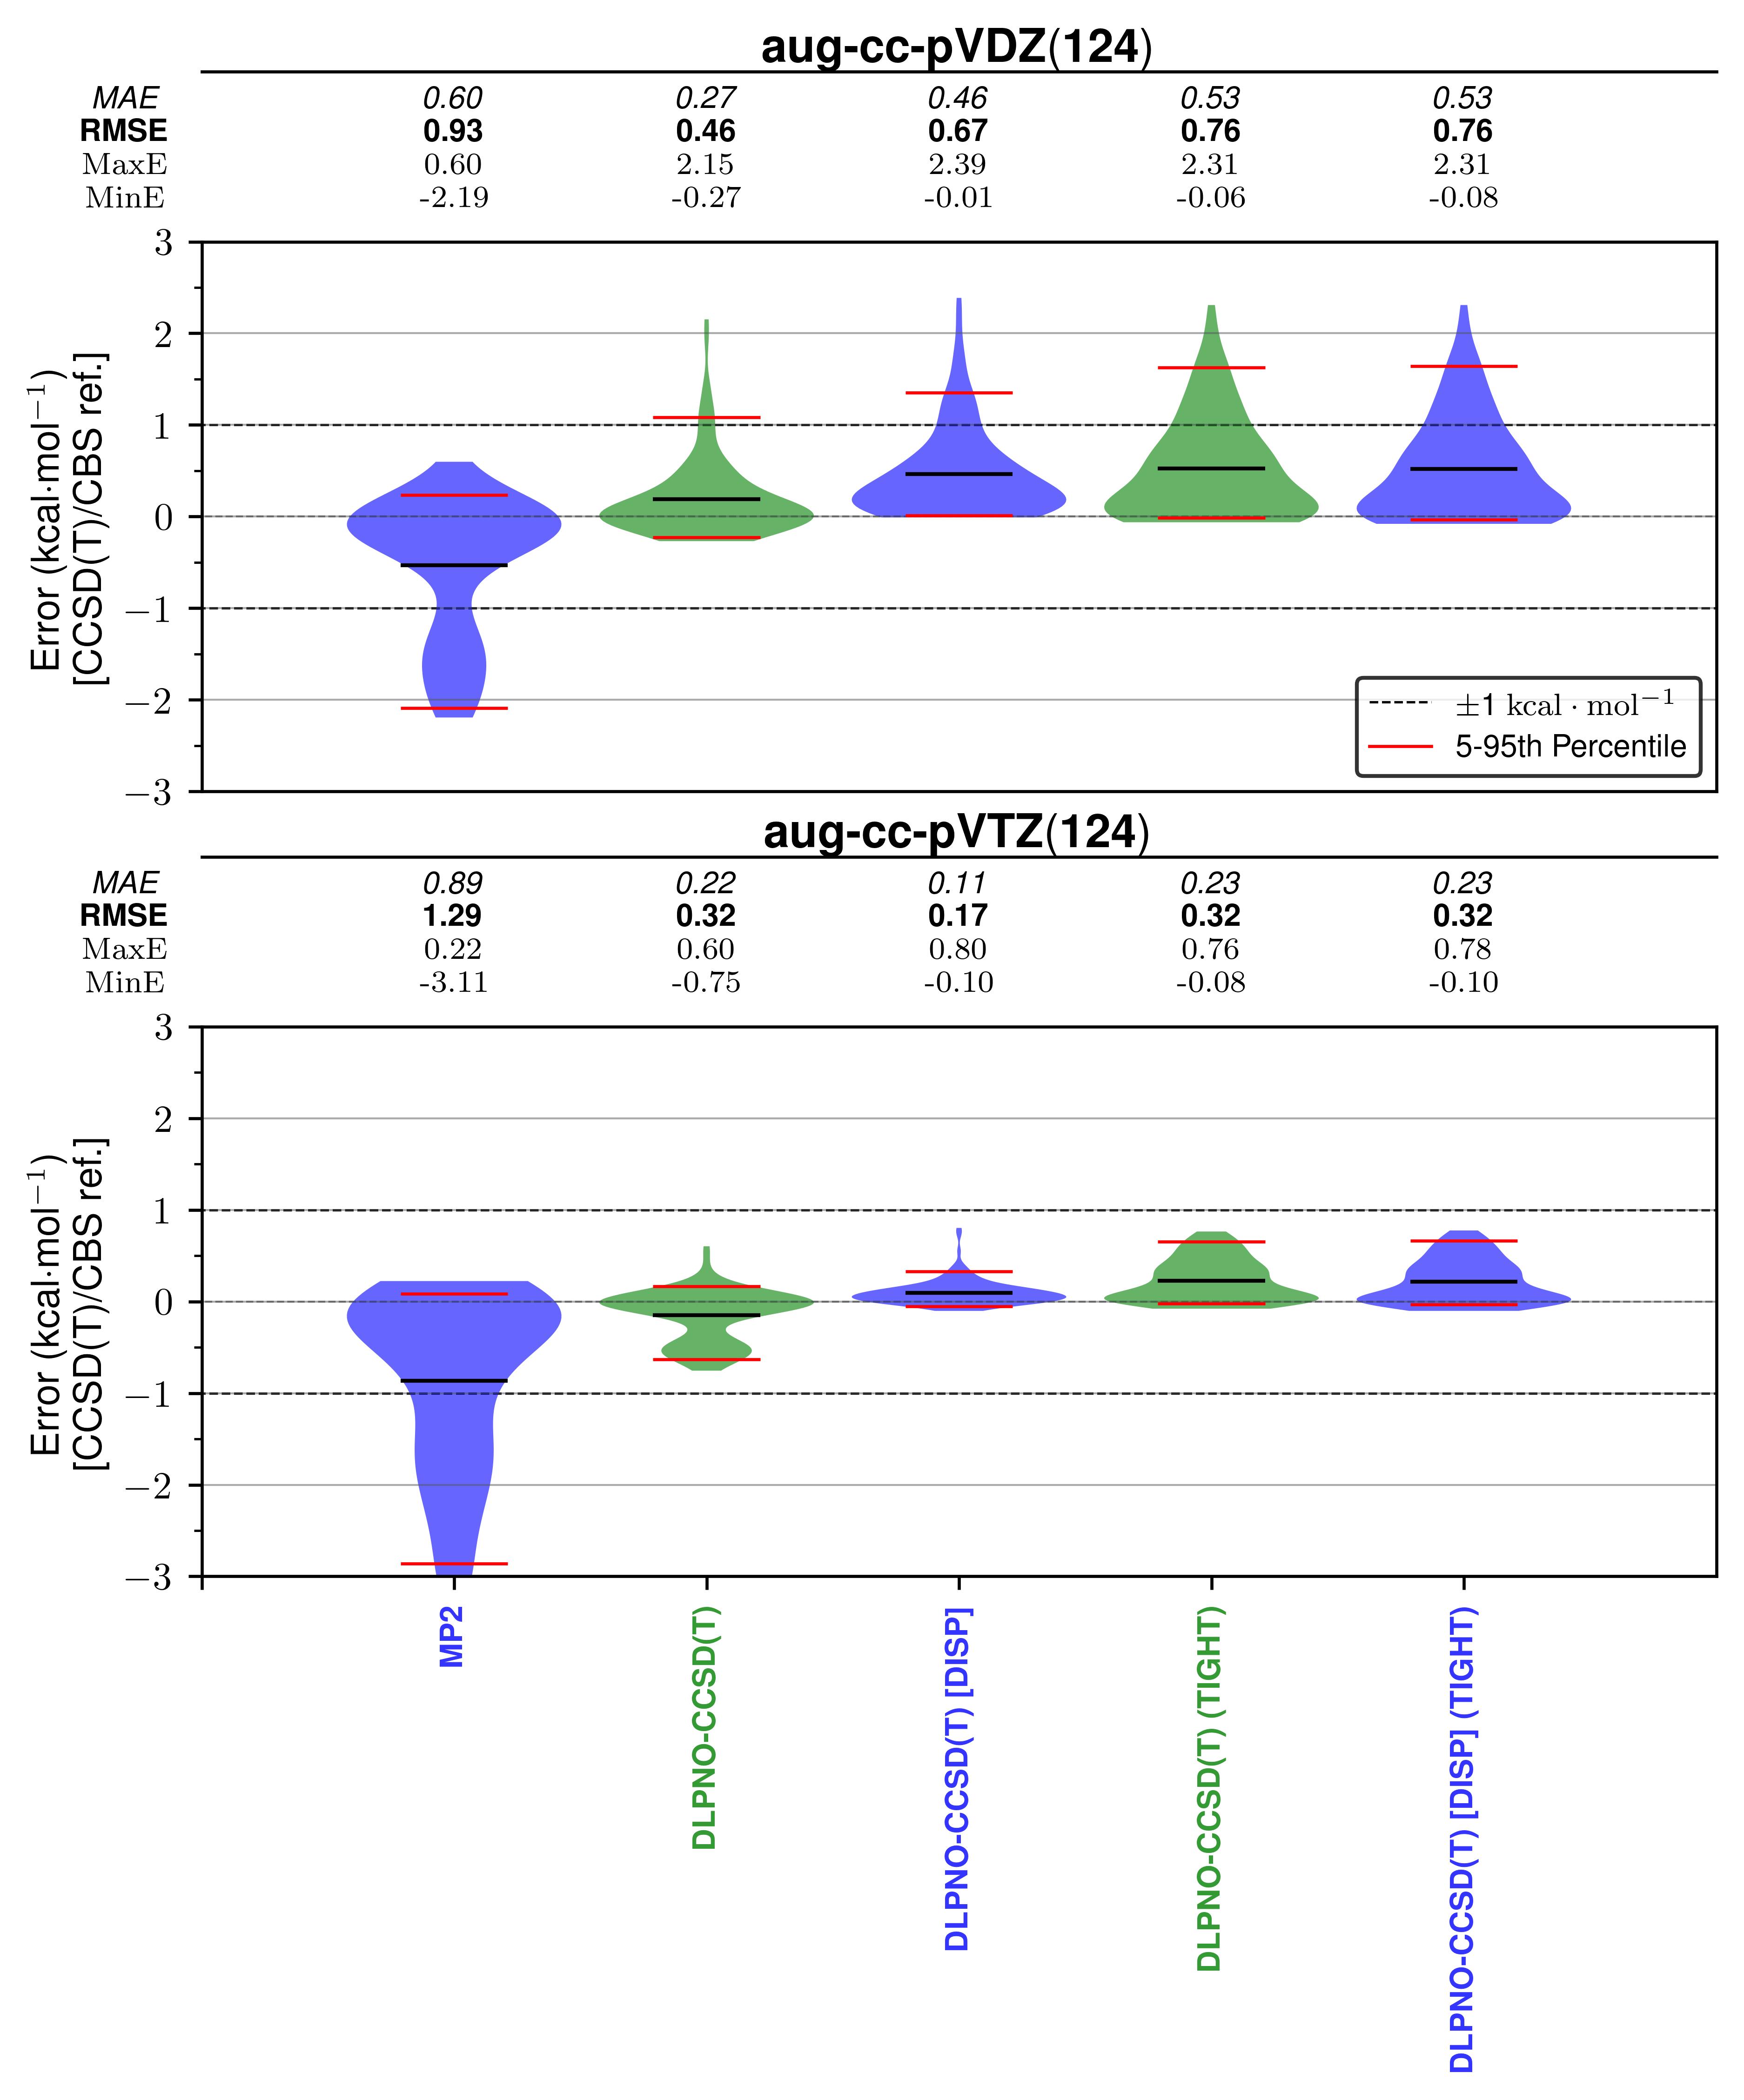 aug-cc-pVDZ(124)
MAE 0.60 0.27 0.46 0.53 0.53
RMSE 0.93 0.46 0.67 0.76 0.76
MaxE 0.60 2.15 2.39 2.31 2.31
MinE -2.19 -0.27 -0.01 -0.06 -0.08
Error (kcal·mol⁻¹)
[CCSD(T)/CBS ref.]
3
2
1
0
−1
−2
−3
±1 kcal · mol⁻¹
5-95th Percentile
aug-cc-pVTZ(124)
MAE 0.89 0.22 0.11 0.23 0.23
RMSE 1.29 0.32 0.17 0.32 0.32
MaxE 0.22 0.60 0.80 0.76 0.78
MinE -3.11 -0.75 -0.10 -0.08 -0.10
Error (kcal·mol⁻¹)
[CCSD(T)/CBS ref.]
3
2
1
0
−1
−2
−3
MP2
DLPNO-CCSD(T)
DLPNO-CCSD(T) [DISP]
DLPNO-CCSD(T) (TIGHT)
DLPNO-CCSD(T) [DISP] (TIGHT)